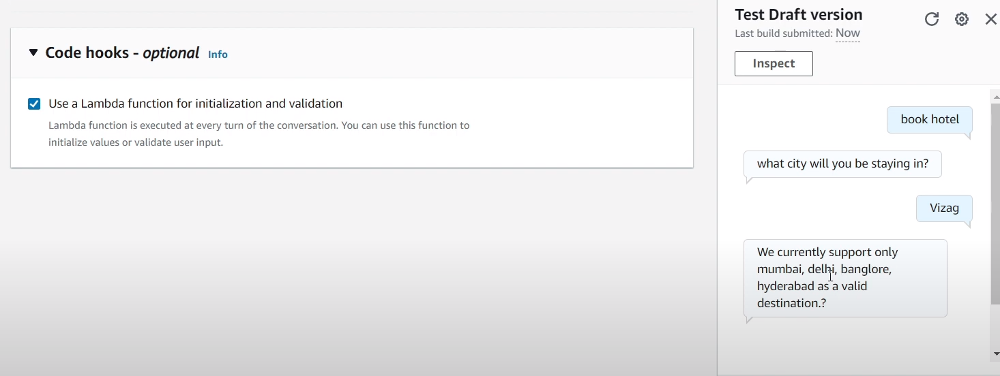 Code hooks - optional Info
Use a Lambda function for initialization and validation
Lambda function is executed at every turn of the conversation. You can use this function to
initialize values or validate user input.
Test Draft version
Last build submitted: Now
Inspect
book hotel
what city will you be staying in?
Vizag
We currently support only
mumbai, delhi, banglore,
hyderabad as a valid
destination.?